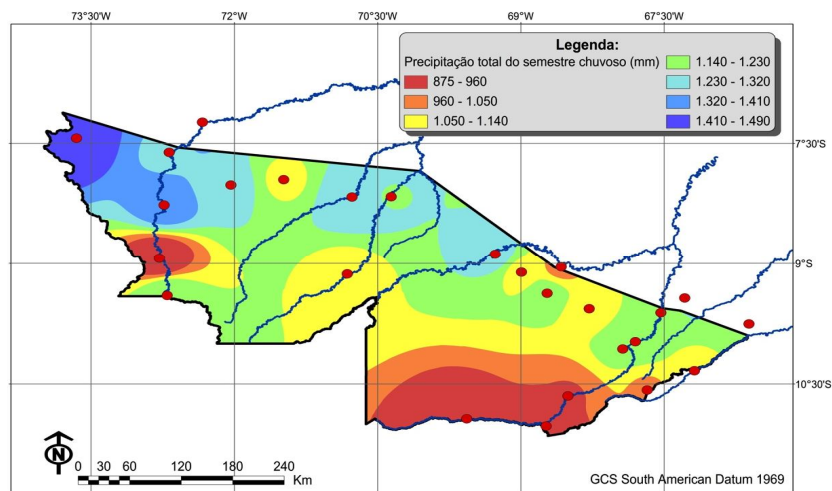 73°30'W 72°W 70°30'W 69°W 67°30'W
Legenda:
Precipitação total do semestre chuvoso (mm)
875 - 960
960 - 1.050
1.050 - 1.140
1.140 - 1.230
1.230 - 1.320
1.320 - 1.410
1.410 - 1.490
7°30'S
9°S
10°30'S
N
0 30 60 120 180 240
Km
GCS South American Datum 1969